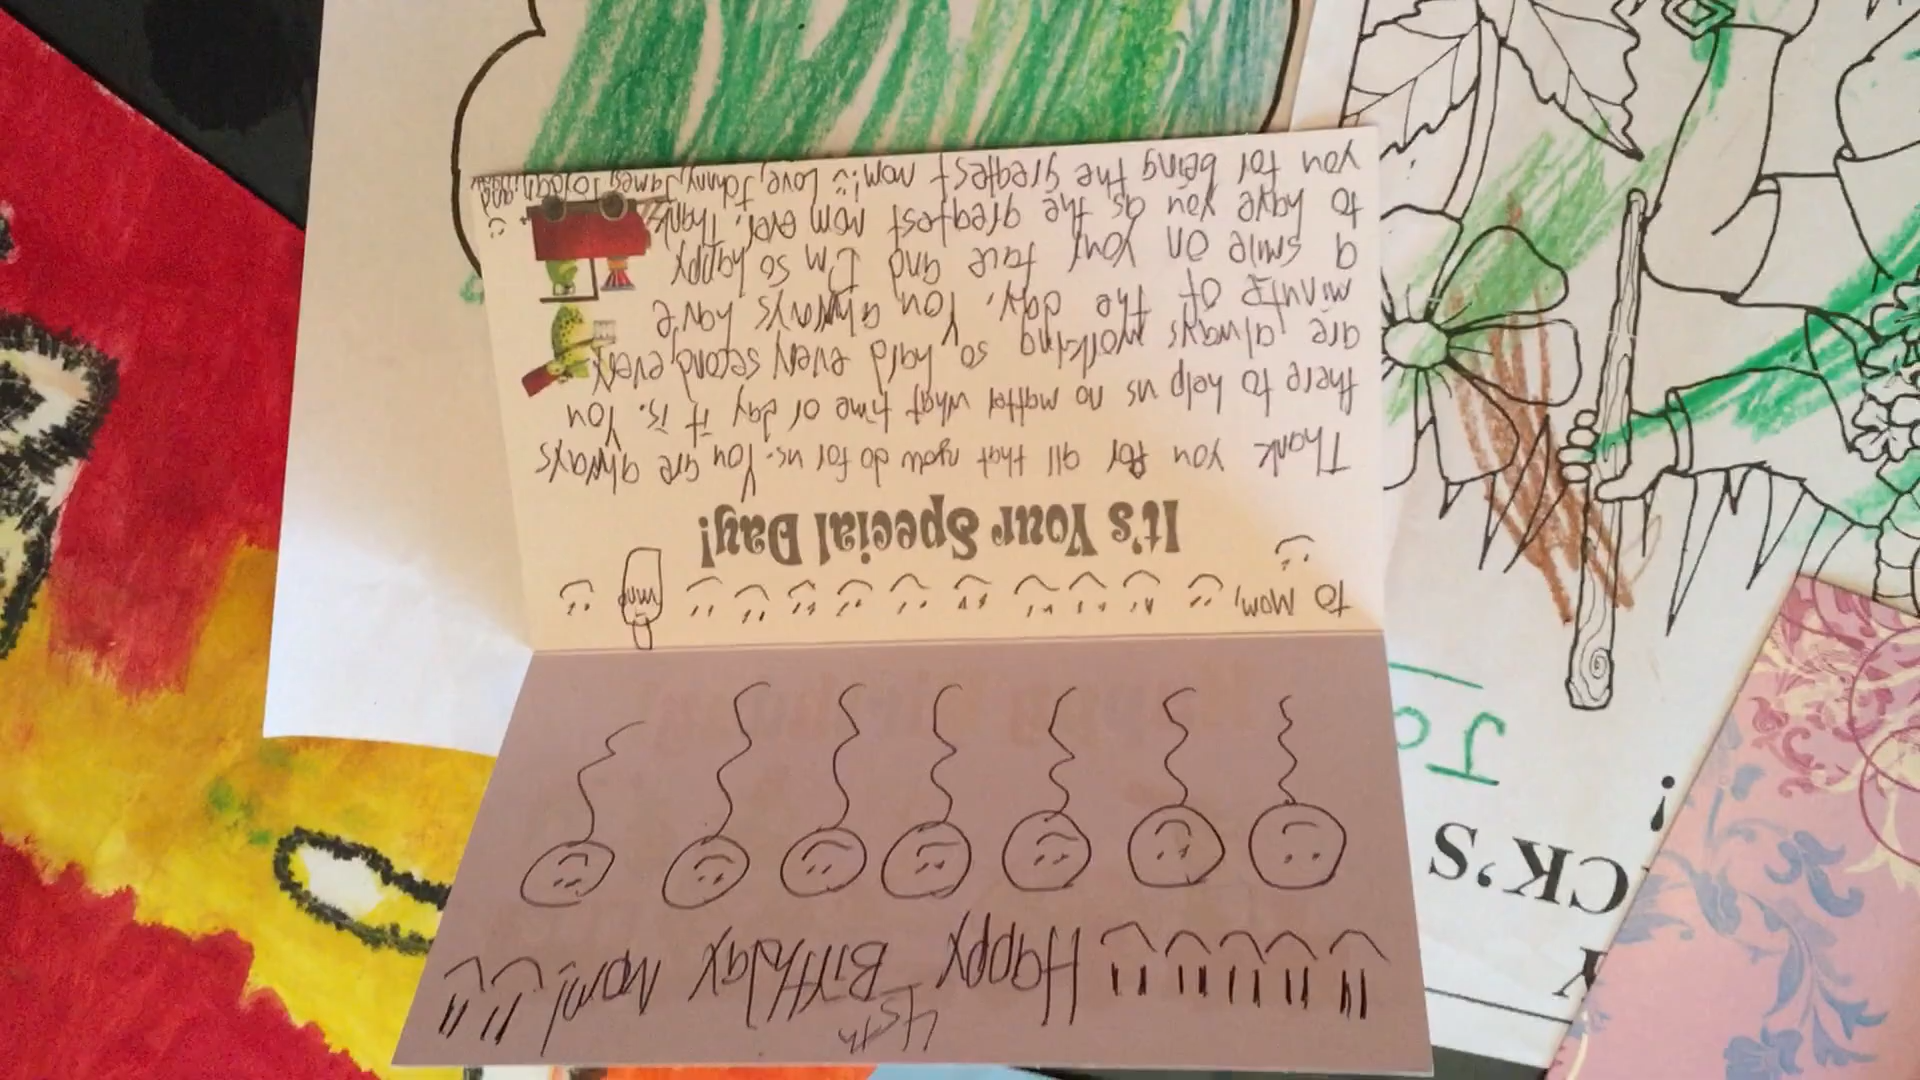 45th
Happy Birthday Mom!
To Mom,
It's Your Special Day!
Thank you for all that you do for us. You are always
there to help us no matter what time or day it is. You
are always working so hard every second every
minute of the day. You always have
a smile on your face and I'm so happy
to have you as the greatest mom ever. Thank
you for being the greatest mom! Love, Johnny, James, and
CK'S
Y
!
Jo